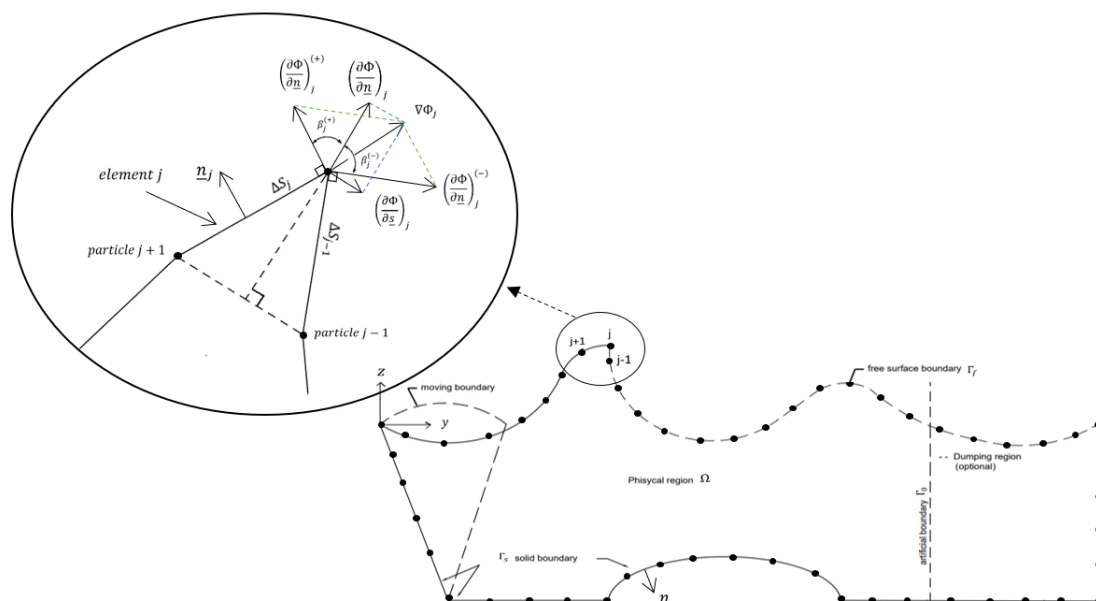 (∂Φ/∂n)_j^(+)
(∂Φ/∂n)_j
∇Φ_j
β_j^(+)
β_j^(-)
element j
n_j
ΔS_j
(∂Φ/∂s)_j
(∂Φ/∂n)_j^(-)
ΔS_{j-1}
particle j + 1
particle j − 1
j+1
j
j-1
z
moving boundary
y
free surface boundary Γ_f
Dumping region
(optional)
Phisycal region Ω
artificial boundary Γ_0
Γ_s solid boundary
n